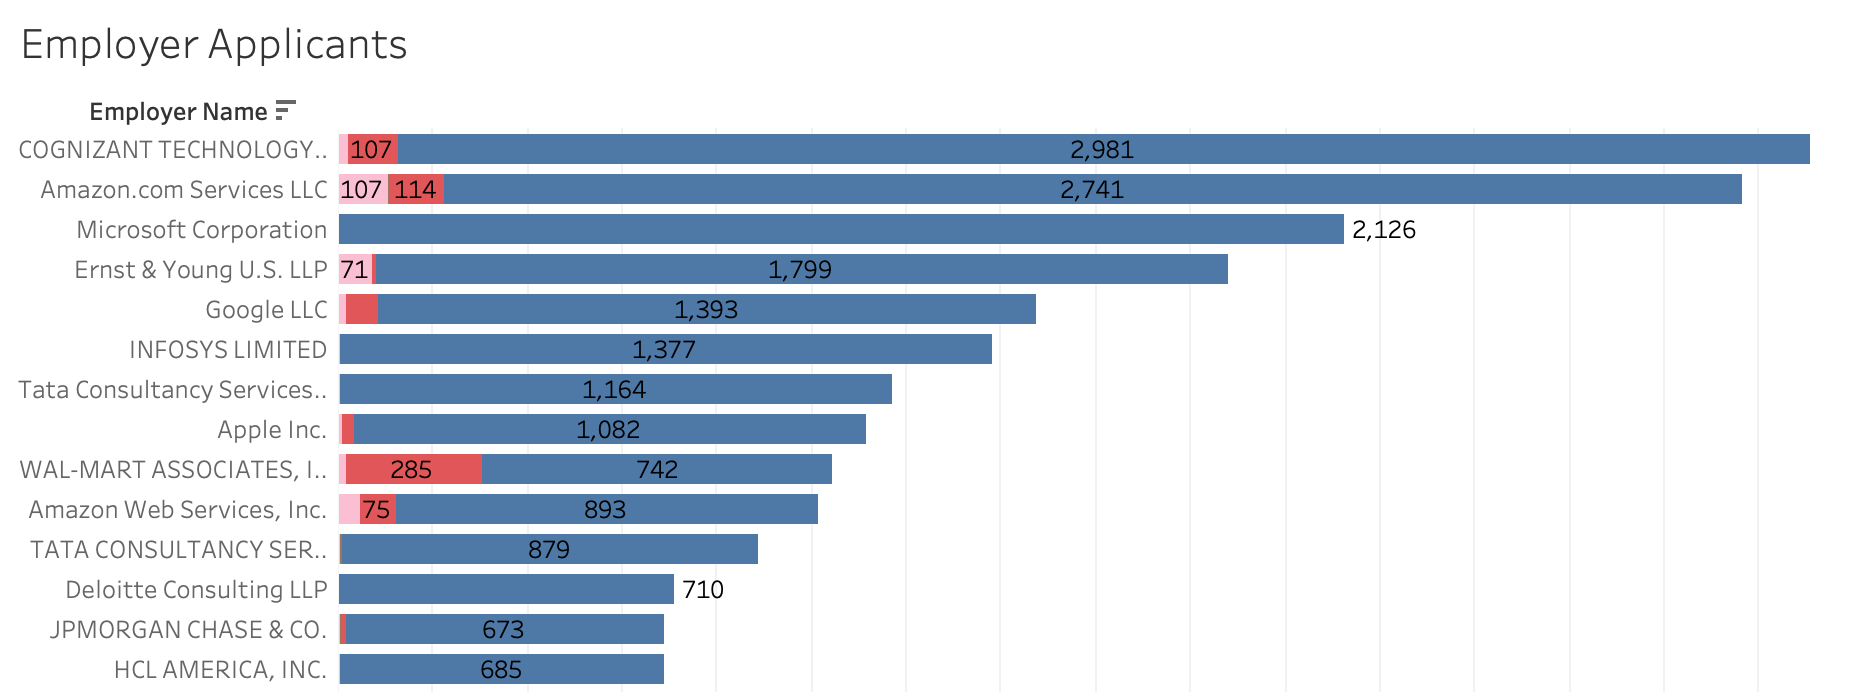 Employer Applicants
Employer Name
COGNIZANT TECHNOLOGY.. 107 2,981
Amazon.com Services LLC 107 114 2,741
Microsoft Corporation 2,126
Ernst & Young U.S. LLP 71 1,799
Google LLC 1,393
INFOSYS LIMITED 1,377
Tata Consultancy Services.. 1,164
Apple Inc. 1,082
WAL-MART ASSOCIATES, I.. 285 742
Amazon Web Services, Inc. 75 893
TATA CONSULTANCY SER.. 879
Deloitte Consulting LLP 710
JPMORGAN CHASE & CO. 673
HCL AMERICA, INC. 685